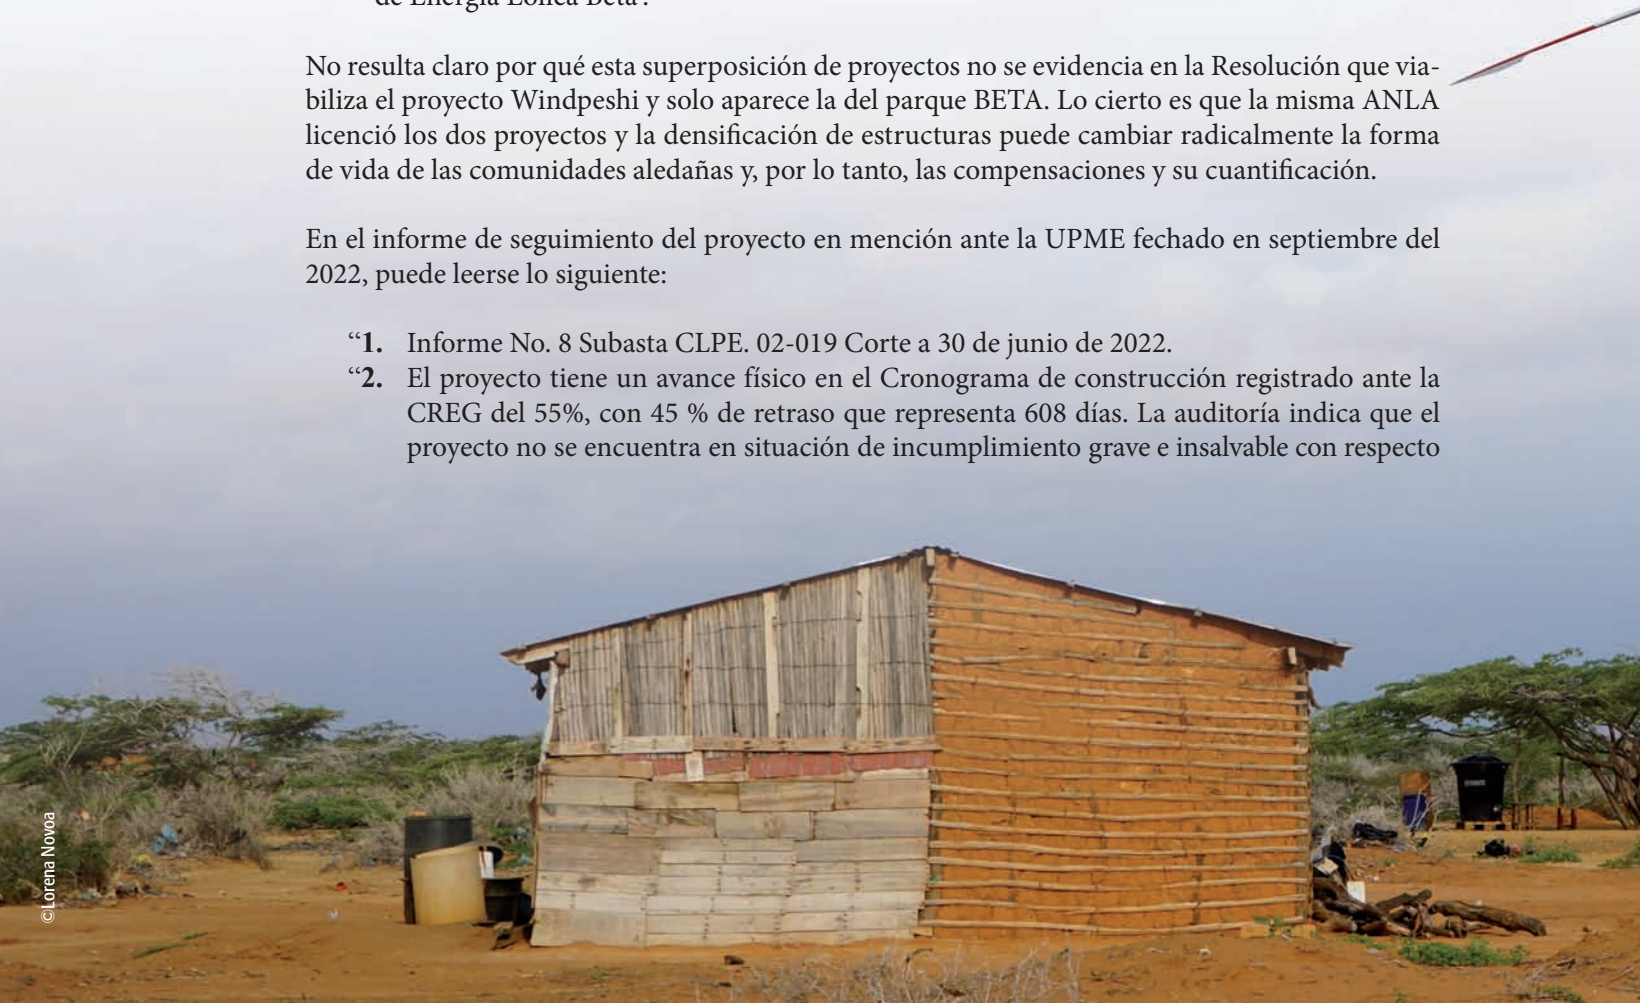 de Energía Eólica Beta".
No resulta claro por qué esta superposición de proyectos no se evidencia en la Resolución que via-
biliza el proyecto Windpeshi y solo aparece la del parque BETA. Lo cierto es que la misma ANLA
licenció los dos proyectos y la densificación de estructuras puede cambiar radicalmente la forma
de vida de las comunidades aledañas y, por lo tanto, las compensaciones y su cuantificación.
En el informe de seguimiento del proyecto en mención ante la UPME fechado en septiembre del
2022, puede leerse lo siguiente:
“1. Informe No. 8 Subasta CLPE. 02-019 Corte a 30 de junio de 2022.
“2. El proyecto tiene un avance físico en el Cronograma de construcción registrado ante la
CREG del 55%, con 45 % de retraso que representa 608 días. La auditoría indica que el
proyecto no se encuentra en situación de incumplimiento grave e insalvable con respecto
©Lorena Novoa